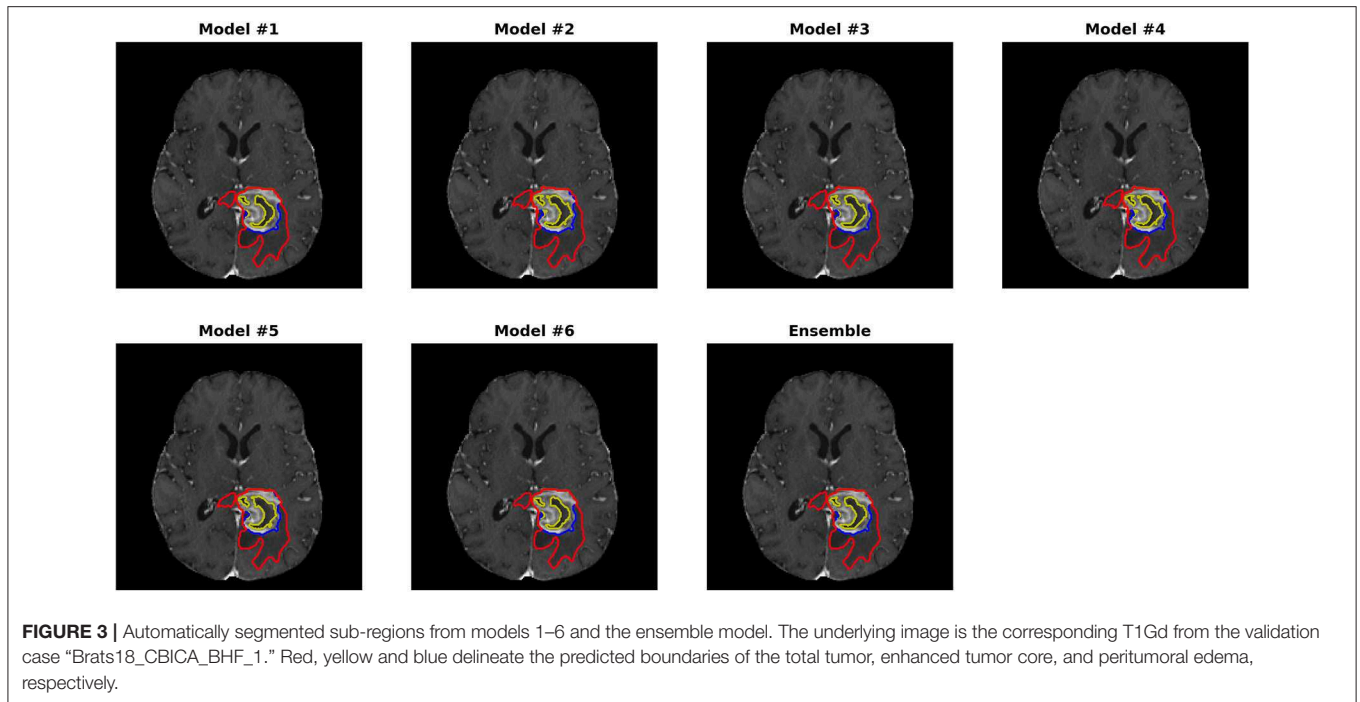 Model #1
Model #2
Model #3
Model #4
Model #5
Model #6
Ensemble
FIGURE 3 | Automatically segmented sub-regions from models 1–6 and the ensemble model. The underlying image is the corresponding T1Gd from the validation
case “Brats18_CBICA_BHF_1.” Red, yellow and blue delineate the predicted boundaries of the total tumor, enhanced tumor core, and peritumoral edema,
respectively.